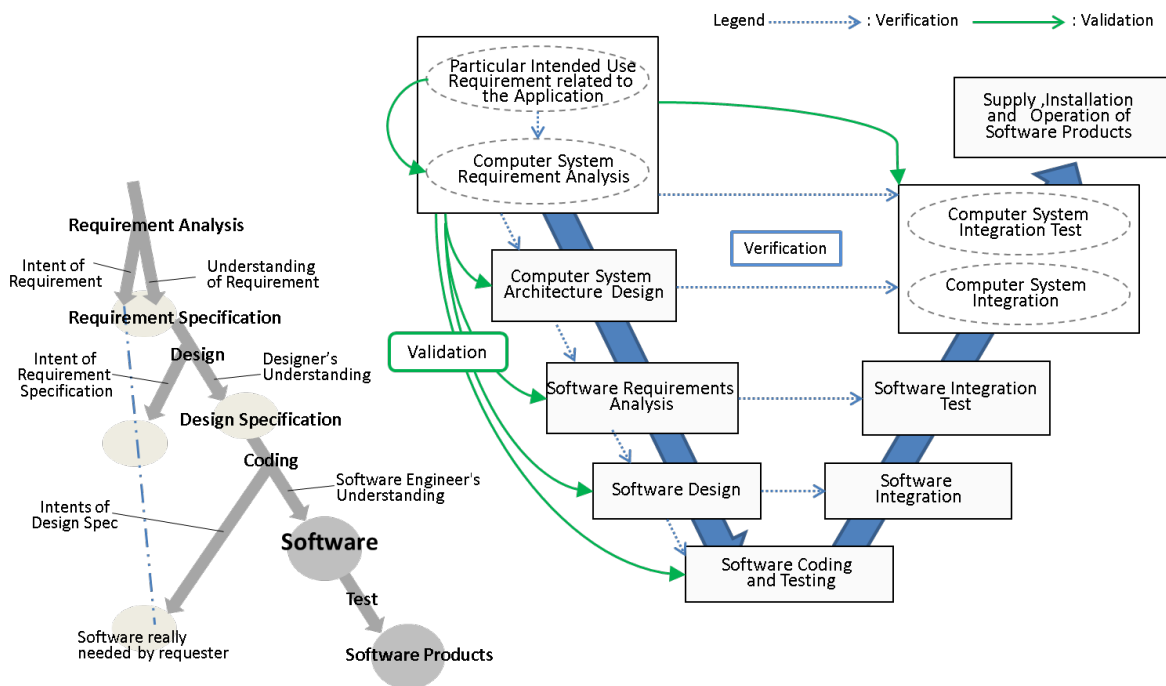 Legend : Verification : Validation
Particular Intended Use
Requirement related to
the Application
Computer System
Requirement Analysis
Supply ,Installation
and Operation of
Software Products
Computer System
Integration Test
Computer System
Integration
Verification
Computer System
Architecture Design
Validation
Software Requirements
Analysis
Software Integration
Test
Software Design
Software
Integration
Software Coding
and Testing
Requirement Analysis
Intent of
Requirement
Understanding
of Requirement
Requirement Specification
Design
Intent of
Requirement
Specification
Designer's
Understanding
Design Specification
Coding
Software Engineer's
Understanding
Intents of
Design Spec
Software
Test
Software really
needed by requester
Software Products